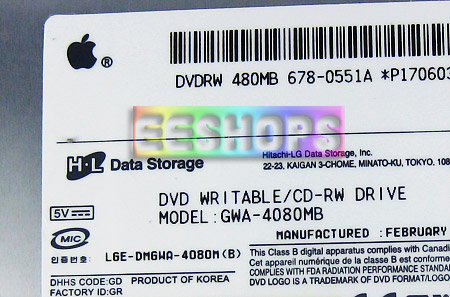 ®
DVDRW 480MB 678-0551A *P170603
EESHOPS
H·L Data Storage
Hitachi-LG Data Storage, Inc.
22-23, KAIGAN 3-CHOME, MINATO-KU, TOKYO, 108
DVD WRITABLE/CD-RW DRIVE
MODEL:GWA-4080MB
5V
MANUFACTURED :FEBRUARY
MIC
인증번호: LGE-DMGWA-4080M(B)
This Class B digital apparatus complies with Canadi
Cet appareil numérique de la classe B est conforme
DHHS CODE:GD PRODUCT OF KOREA
COMPLIES WITH FDA RADIATION PERFORMANCE STANDAR
FACTORY ID:GR
DVD LOGO IS A TRADEMARK OF DVD FORMAT/LOGO